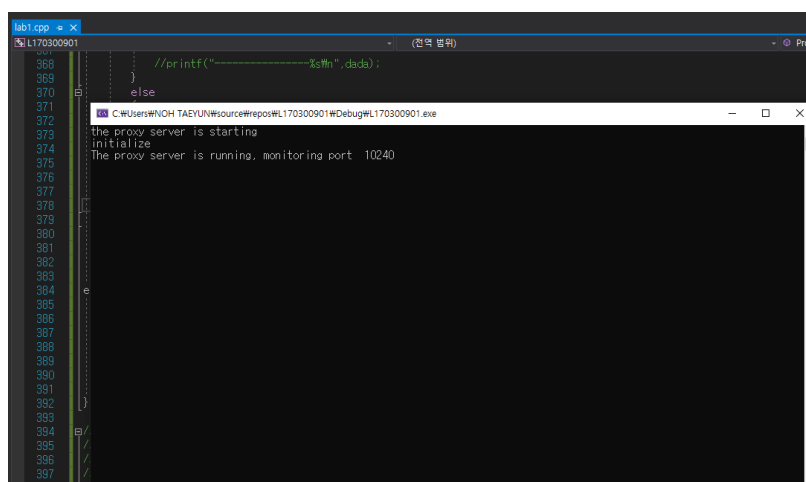 lab1.cpp
L170300901 (전역 범위) Pr
367
368 //printf("----------------%s₩n",dada);
369 }
370 else
371
C:₩Users₩NOH TAEYUN₩source₩repos₩L170300901₩Debug₩L170300901.exe
372
373 the proxy server is starting
374 initialize
375 The proxy server is running, monitoring port 10240
376
377
378
379
380
381
382
383
384 e
385
386
387
388
389
390
391
392 }
393
394 /
395 /
396 /
397 /